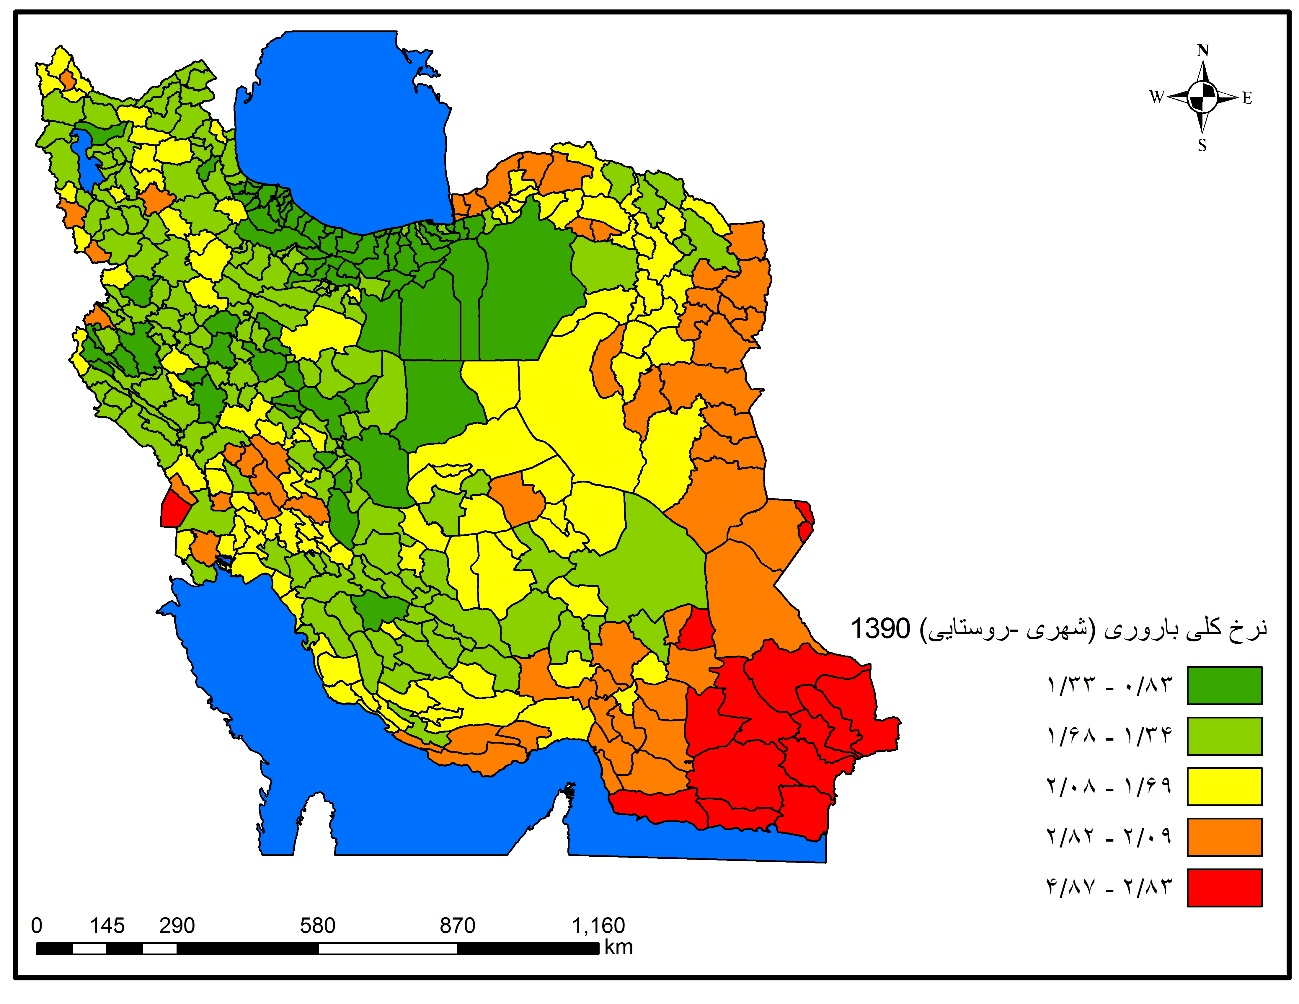 N
W E
S
نرخ کلی باروری (شهری -روستایی) 1390
۰/۸۳ - ۱/۳۳
۱/۳۴ - ۱/۶۸
۱/۶۹ - ۲/۰۸
۲/۰۹ - ۲/۸۲
۲/۸۳ - ۴/۸۷
0 145 290 580 870 1,160
km